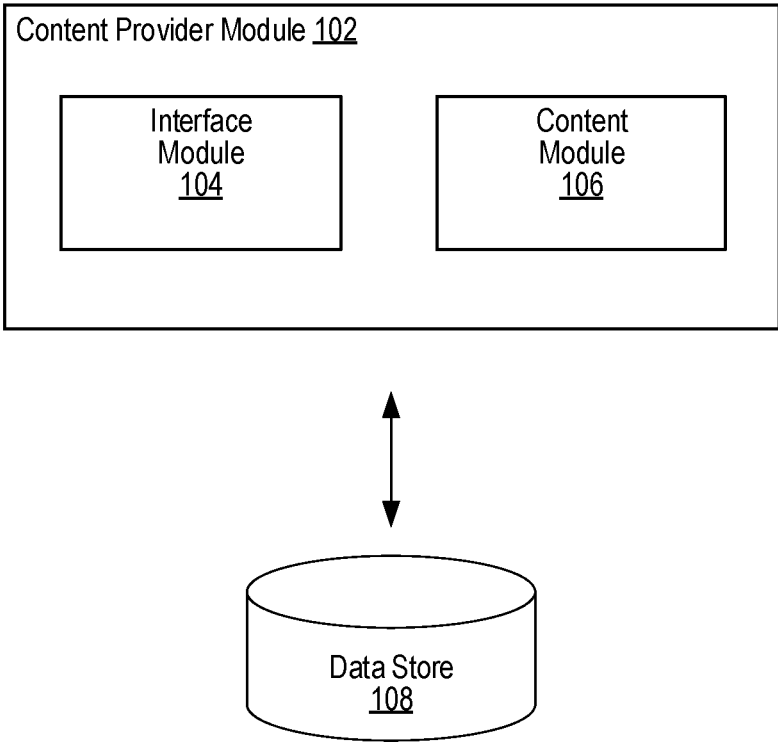 Content Provider Module 102
Interface
Module
104
Content
Module
106
Data Store
108